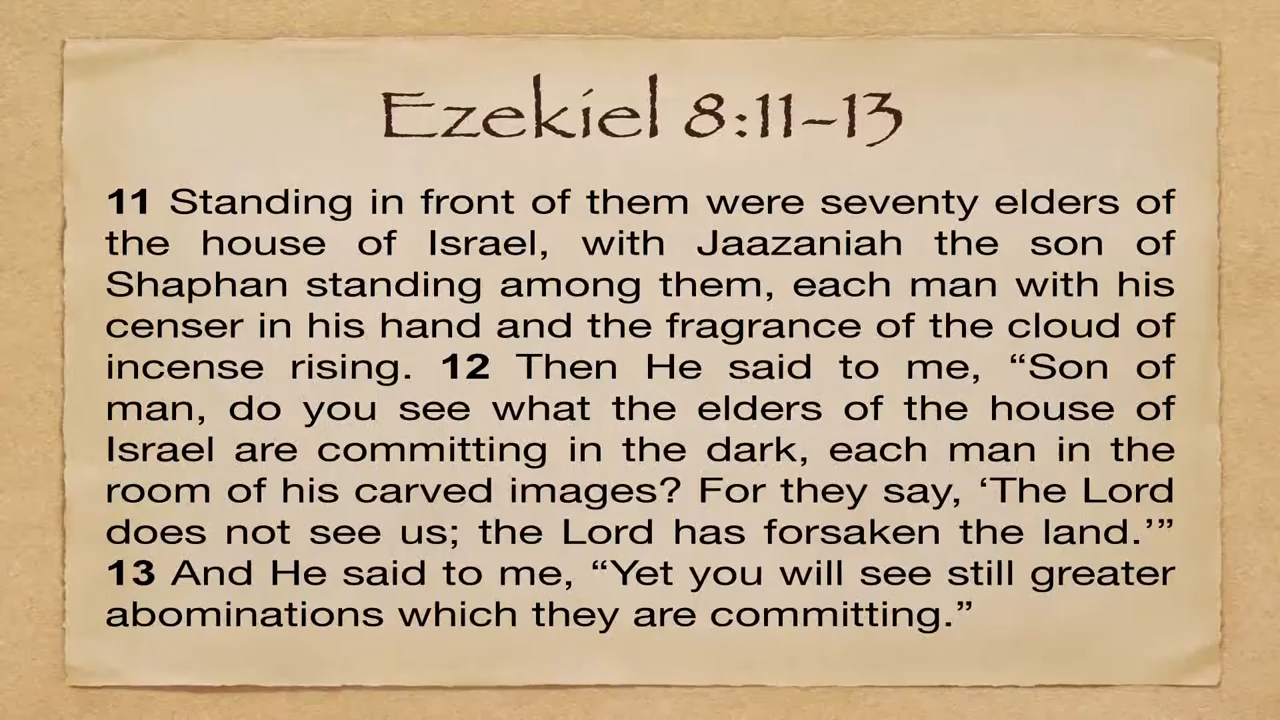 Ezekiel 8:11-13
11 Standing in front of them were seventy elders of
the house of Israel, with Jaazaniah the son of
Shaphan standing among them, each man with his
censer in his hand and the fragrance of the cloud of
incense rising. 12 Then He said to me, “Son of
man, do you see what the elders of the house of
Israel are committing in the dark, each man in the
room of his carved images? For they say, ‘The Lord
does not see us; the Lord has forsaken the land.’”
13 And He said to me, “Yet you will see still greater
abominations which they are committing.”